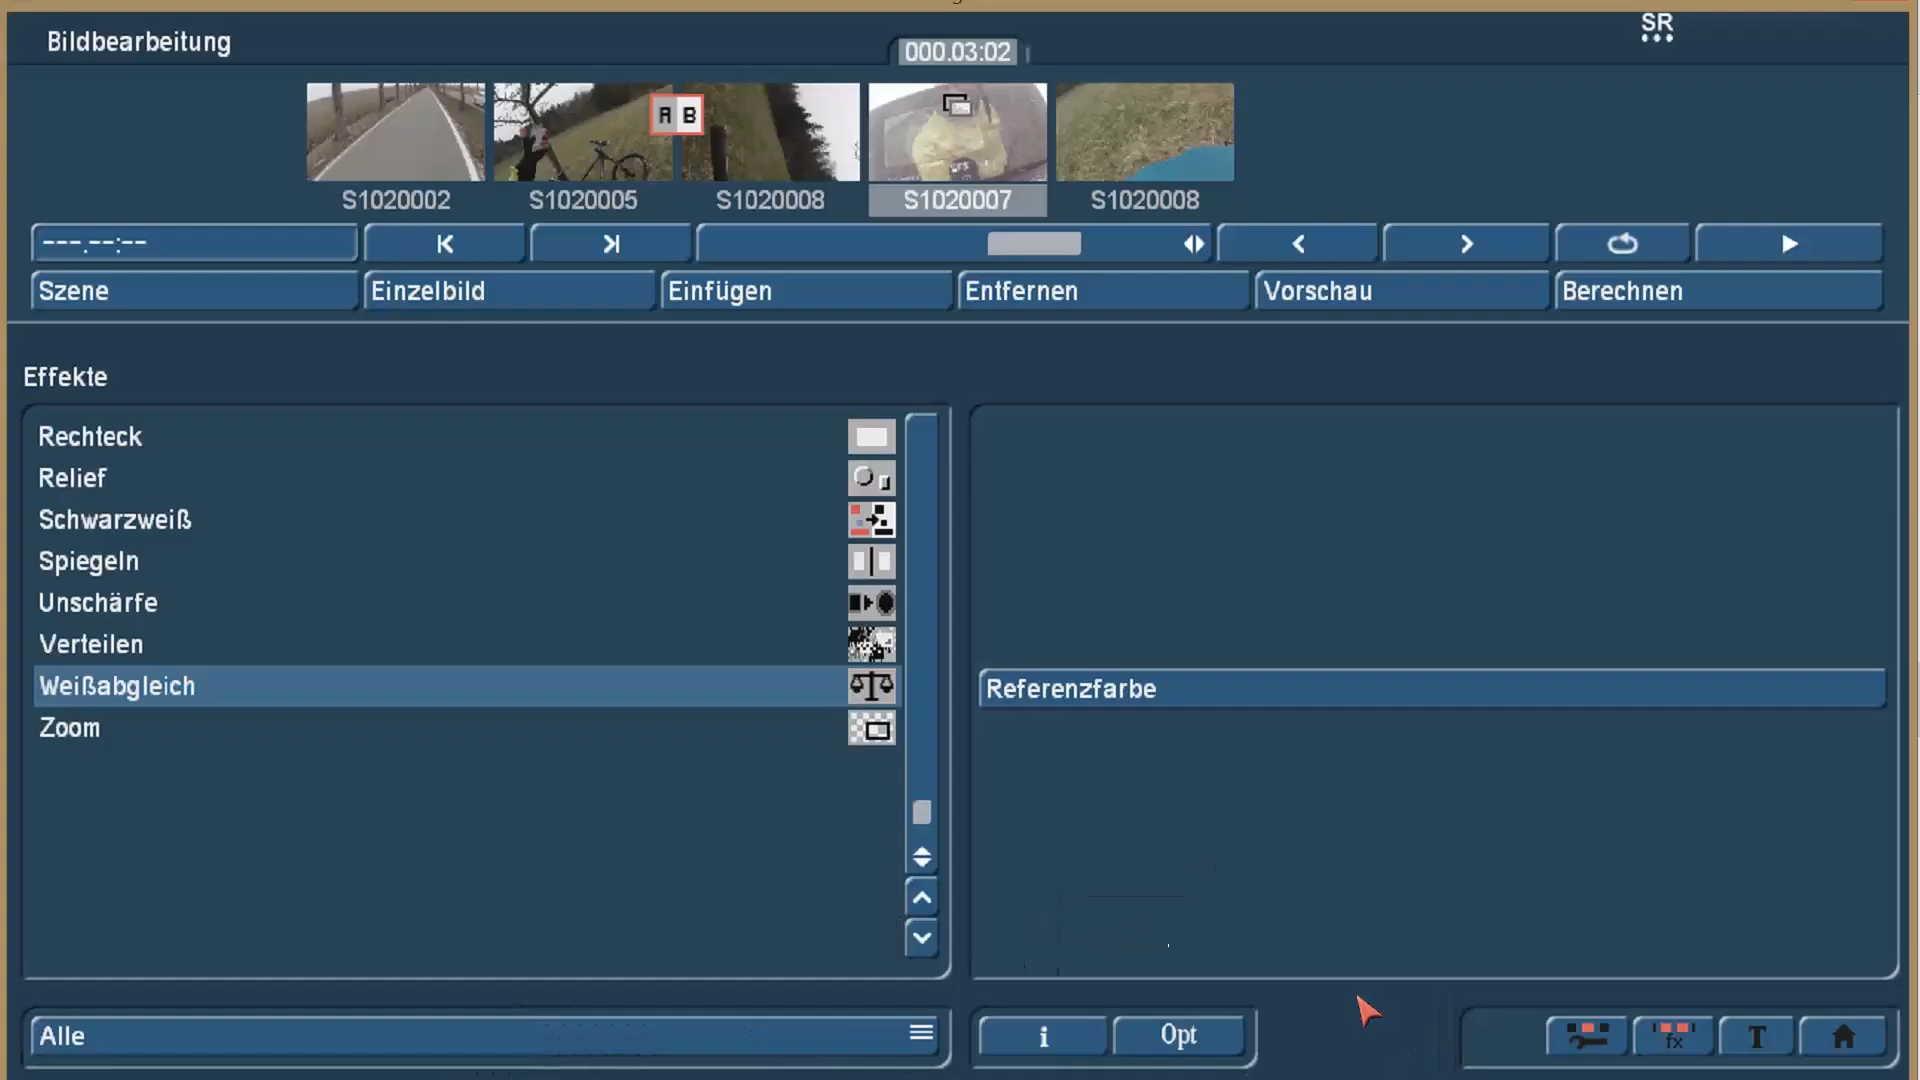 Bildbearbeitung
SR
000.03:02
A B
S1020002
S1020005
S1020008
S1020007
S1020008
---.--:--
Szene
Einzelbild
Einfügen
Entfernen
Vorschau
Berechnen
Effekte
Rechteck
Relief
Schwarzweiß
Spiegeln
Unschärfe
Verteilen
Weißabgleich
Zoom
Referenzfarbe
Alle
i
Opt
fx
T